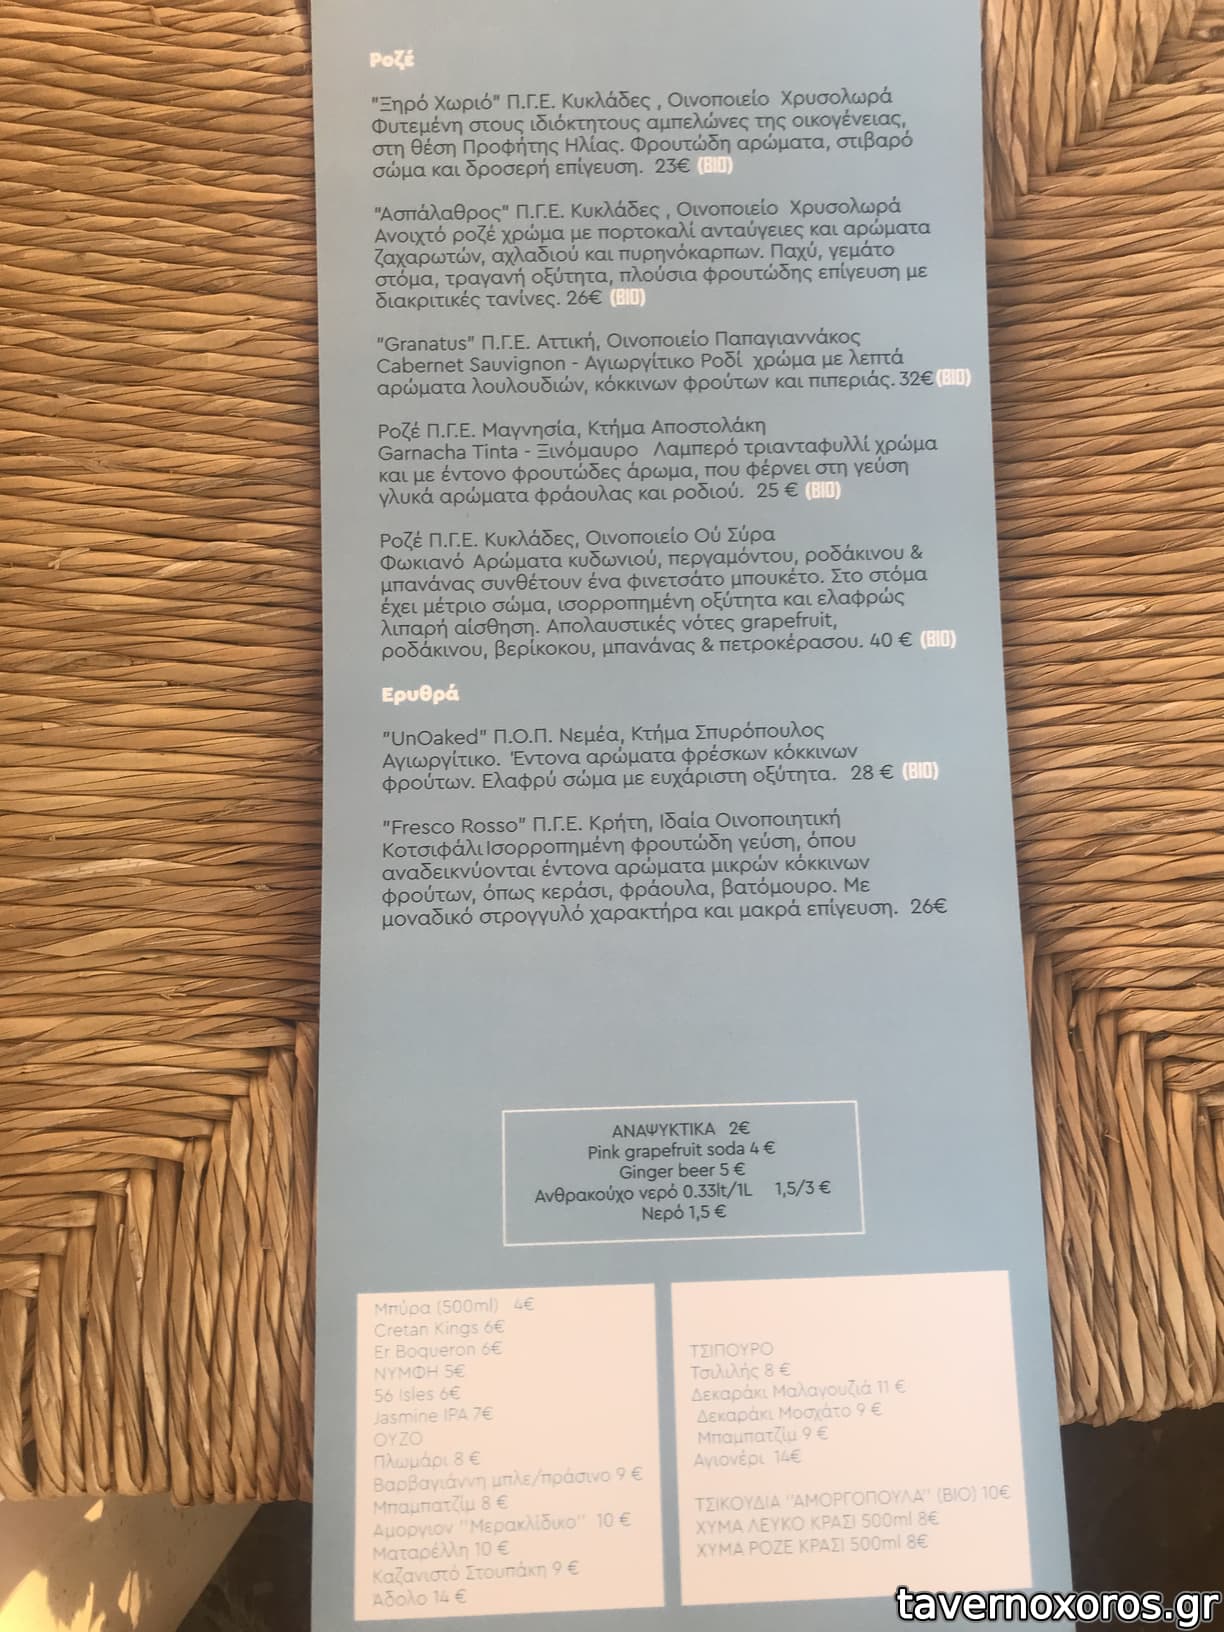 Ροζέ
"Ξηρό Χωριό" Π.Γ.Ε. Κυκλάδες , Οινοποιείο Χρυσολωρά
Φυτεμένη στους ιδιόκτητους αμπελώνες της οικογένειας,
στη θέση Προφήτης Ηλίας. Φρουτώδη αρώματα, στιβαρό
σώμα και δροσερή επίγευση. 23€ (BIO)
"Ασπάλαθρος" Π.Γ.Ε. Κυκλάδες , Οινοποιείο Χρυσολωρά
Ανοιχτό ροζέ χρώμα με πορτοκαλί ανταύγειες και αρώματα
ζαχαρωτών, αχλαδιού και πυρηνόκαρπων. Παχύ, γεμάτο
στόμα, τραγανή οξύτητα, πλούσια φρουτώδης επίγευση με
διακριτικές τανίνες. 26€ (BIO)
"Granatus" Π.Γ.Ε. Αττική, Οινοποιείο Παπαγιαννάκος
Cabernet Sauvignon - Αγιωργίτικο Ροδί χρώμα με λεπτά
αρώματα λουλουδιών, κόκκινων φρούτων και πιπεριάς. 32€ (BIO)
Ροζέ Π.Γ.Ε. Μαγνησία, Κτήμα Αποστολάκη
Garnacha Tinta - Ξινόμαυρο Λαμπερό τριανταφυλλί χρώμα
και με έντονο φρουτώδες άρωμα, που φέρνει στη γεύση
γλυκά αρώματα φράουλας και ροδιού. 25 € (BIO)
Ροζέ Π.Γ.Ε. Κυκλάδες, Οινοποιείο Ού Σύρα
Φωκιανό Αρώματα κυδωνιού, περγαμόντου, ροδάκινου &
μπανάνας συνθέτουν ένα φινετσάτο μπουκέτο. Στο στόμα
έχει μέτριο σώμα, ισορροπημένη οξύτητα και ελαφρώς
λιπαρή αίσθηση. Απολαυστικές νότες grapefruit,
ροδάκινου, βερίκοκου, μπανάνας & πετροκέρασου. 40 € (BIO)
Ερυθρά
"UnOaked" Π.Ο.Π. Νεμέα, Κτήμα Σπυρόπουλος
Αγιωργίτικο. Έντονα αρώματα φρέσκων κόκκινων
φρούτων. Ελαφρύ σώμα με ευχάριστη οξύτητα. 28 € (BIO)
"Fresco Rosso" Π.Γ.Ε. Κρήτη, Ιδαία Οινοποιητική
Κοτσιφάλι Ισορροπημένη φρουτώδη γεύση, όπου
αναδεικνύονται έντονα αρώματα μικρών κόκκινων
φρούτων, όπως κεράσι, φράουλα, βατόμουρο. Με
μοναδικό στρογγυλό χαρακτήρα και μακρά επίγευση. 26€
ΑΝΑΨΥΚΤΙΚΑ 2€
Pink grapefruit soda 4 €
Ginger beer 5 €
Ανθρακούχο νερό 0.33lt/1L 1,5/3 €
Νερό 1,5 €
Μπύρα (500ml) 4€
Cretan Kings 6€
Er Boqueron 6€
ΝΥΜΦΗ 5€
56 Isles 6€
Jasmine IPA 7€
ΟΥΖΟ
Πλωμάρι 8 €
Βαρβαγιάννη μπλε/πράσινο 9 €
Μπαμπατζίμ 8 €
Αμοργιον "Μερακλίδικο" 10 €
Ματαρέλλη 10 €
Καζανιστό Στουπάκη 9 €
Άδολο 14 €
ΤΣΙΠΟΥΡΟ
Τσιλιλής 8 €
Δεκαράκι Μαλαγουζιά 11 €
Δεκαράκι Μοσχάτο 9 €
Μπαμπατζίμ 9 €
Αγιονέρι 14€
ΤΣΙΚΟΥΔΙΑ "ΑΜΟΡΓΟΠΟΥΛΑ" (BIO) 10€
ΧΥΜΑ ΛΕΥΚΟ ΚΡΑΣΙ 500ml 8€
ΧΥΜΑ ΡΟΖΕ ΚΡΑΣΙ 500ml 8€
tavernoxoros.gr